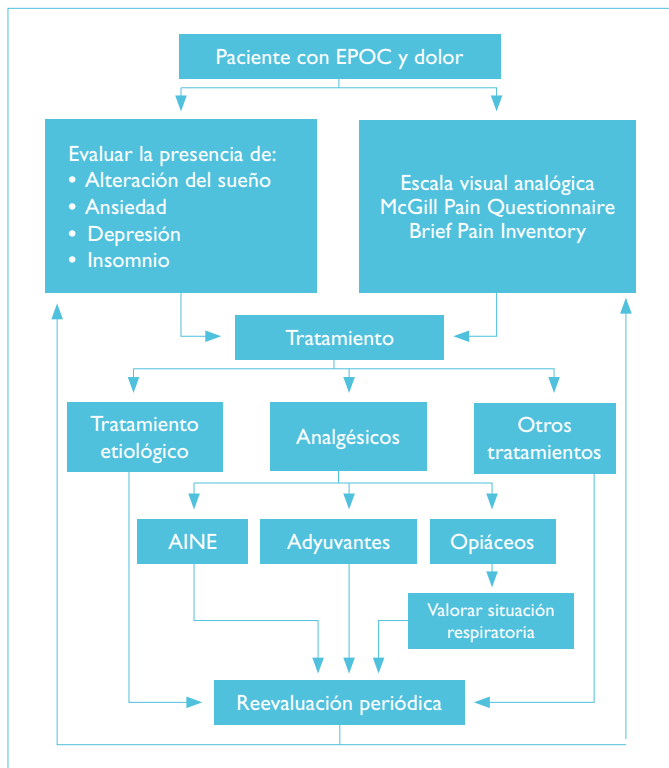 Paciente con EPOC y dolor
Evaluar la presencia de:
• Alteración del sueño
• Ansiedad
• Depresión
• Insomnio
Escala visual analógica
McGill Pain Questionnaire
Brief Pain Inventory
Tratamiento
Tratamiento
etiológico
Analgésicos
Otros
tratamientos
AINE
Adyuvantes
Opiáceos
Valorar situación
respiratoria
Reevaluación periódica